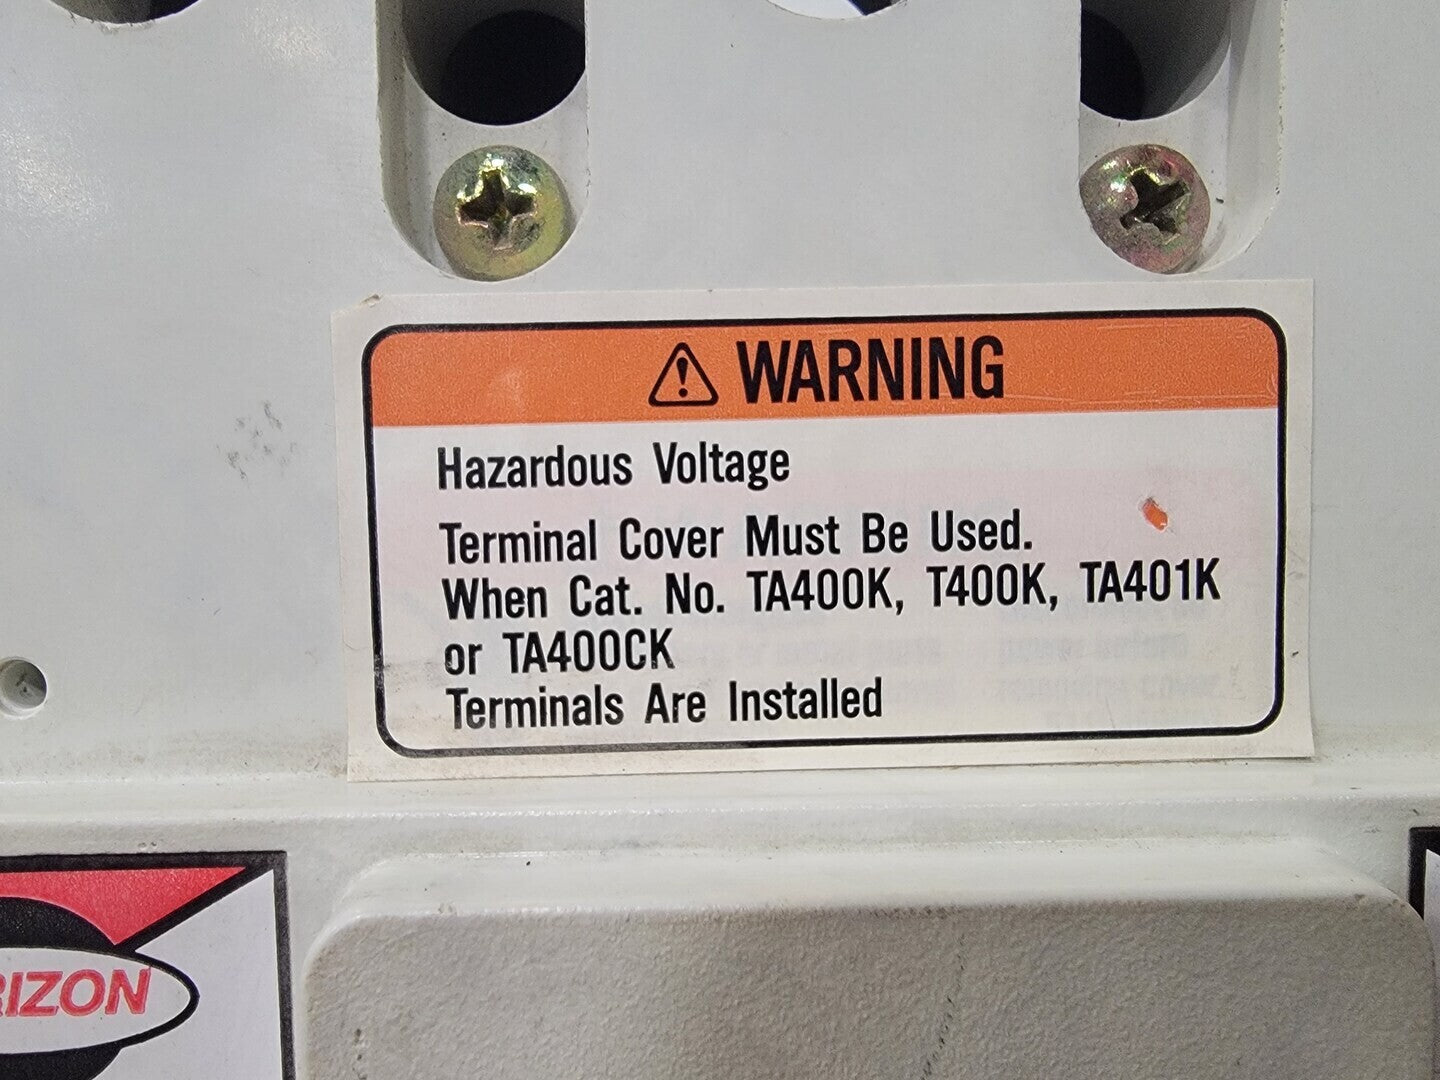 WARNING
Hazardous Voltage
Terminal Cover Must Be Used.
When Cat. No. TA400K, T400K, TA401K
or TA400CK
Terminals Are Installed
RIZON